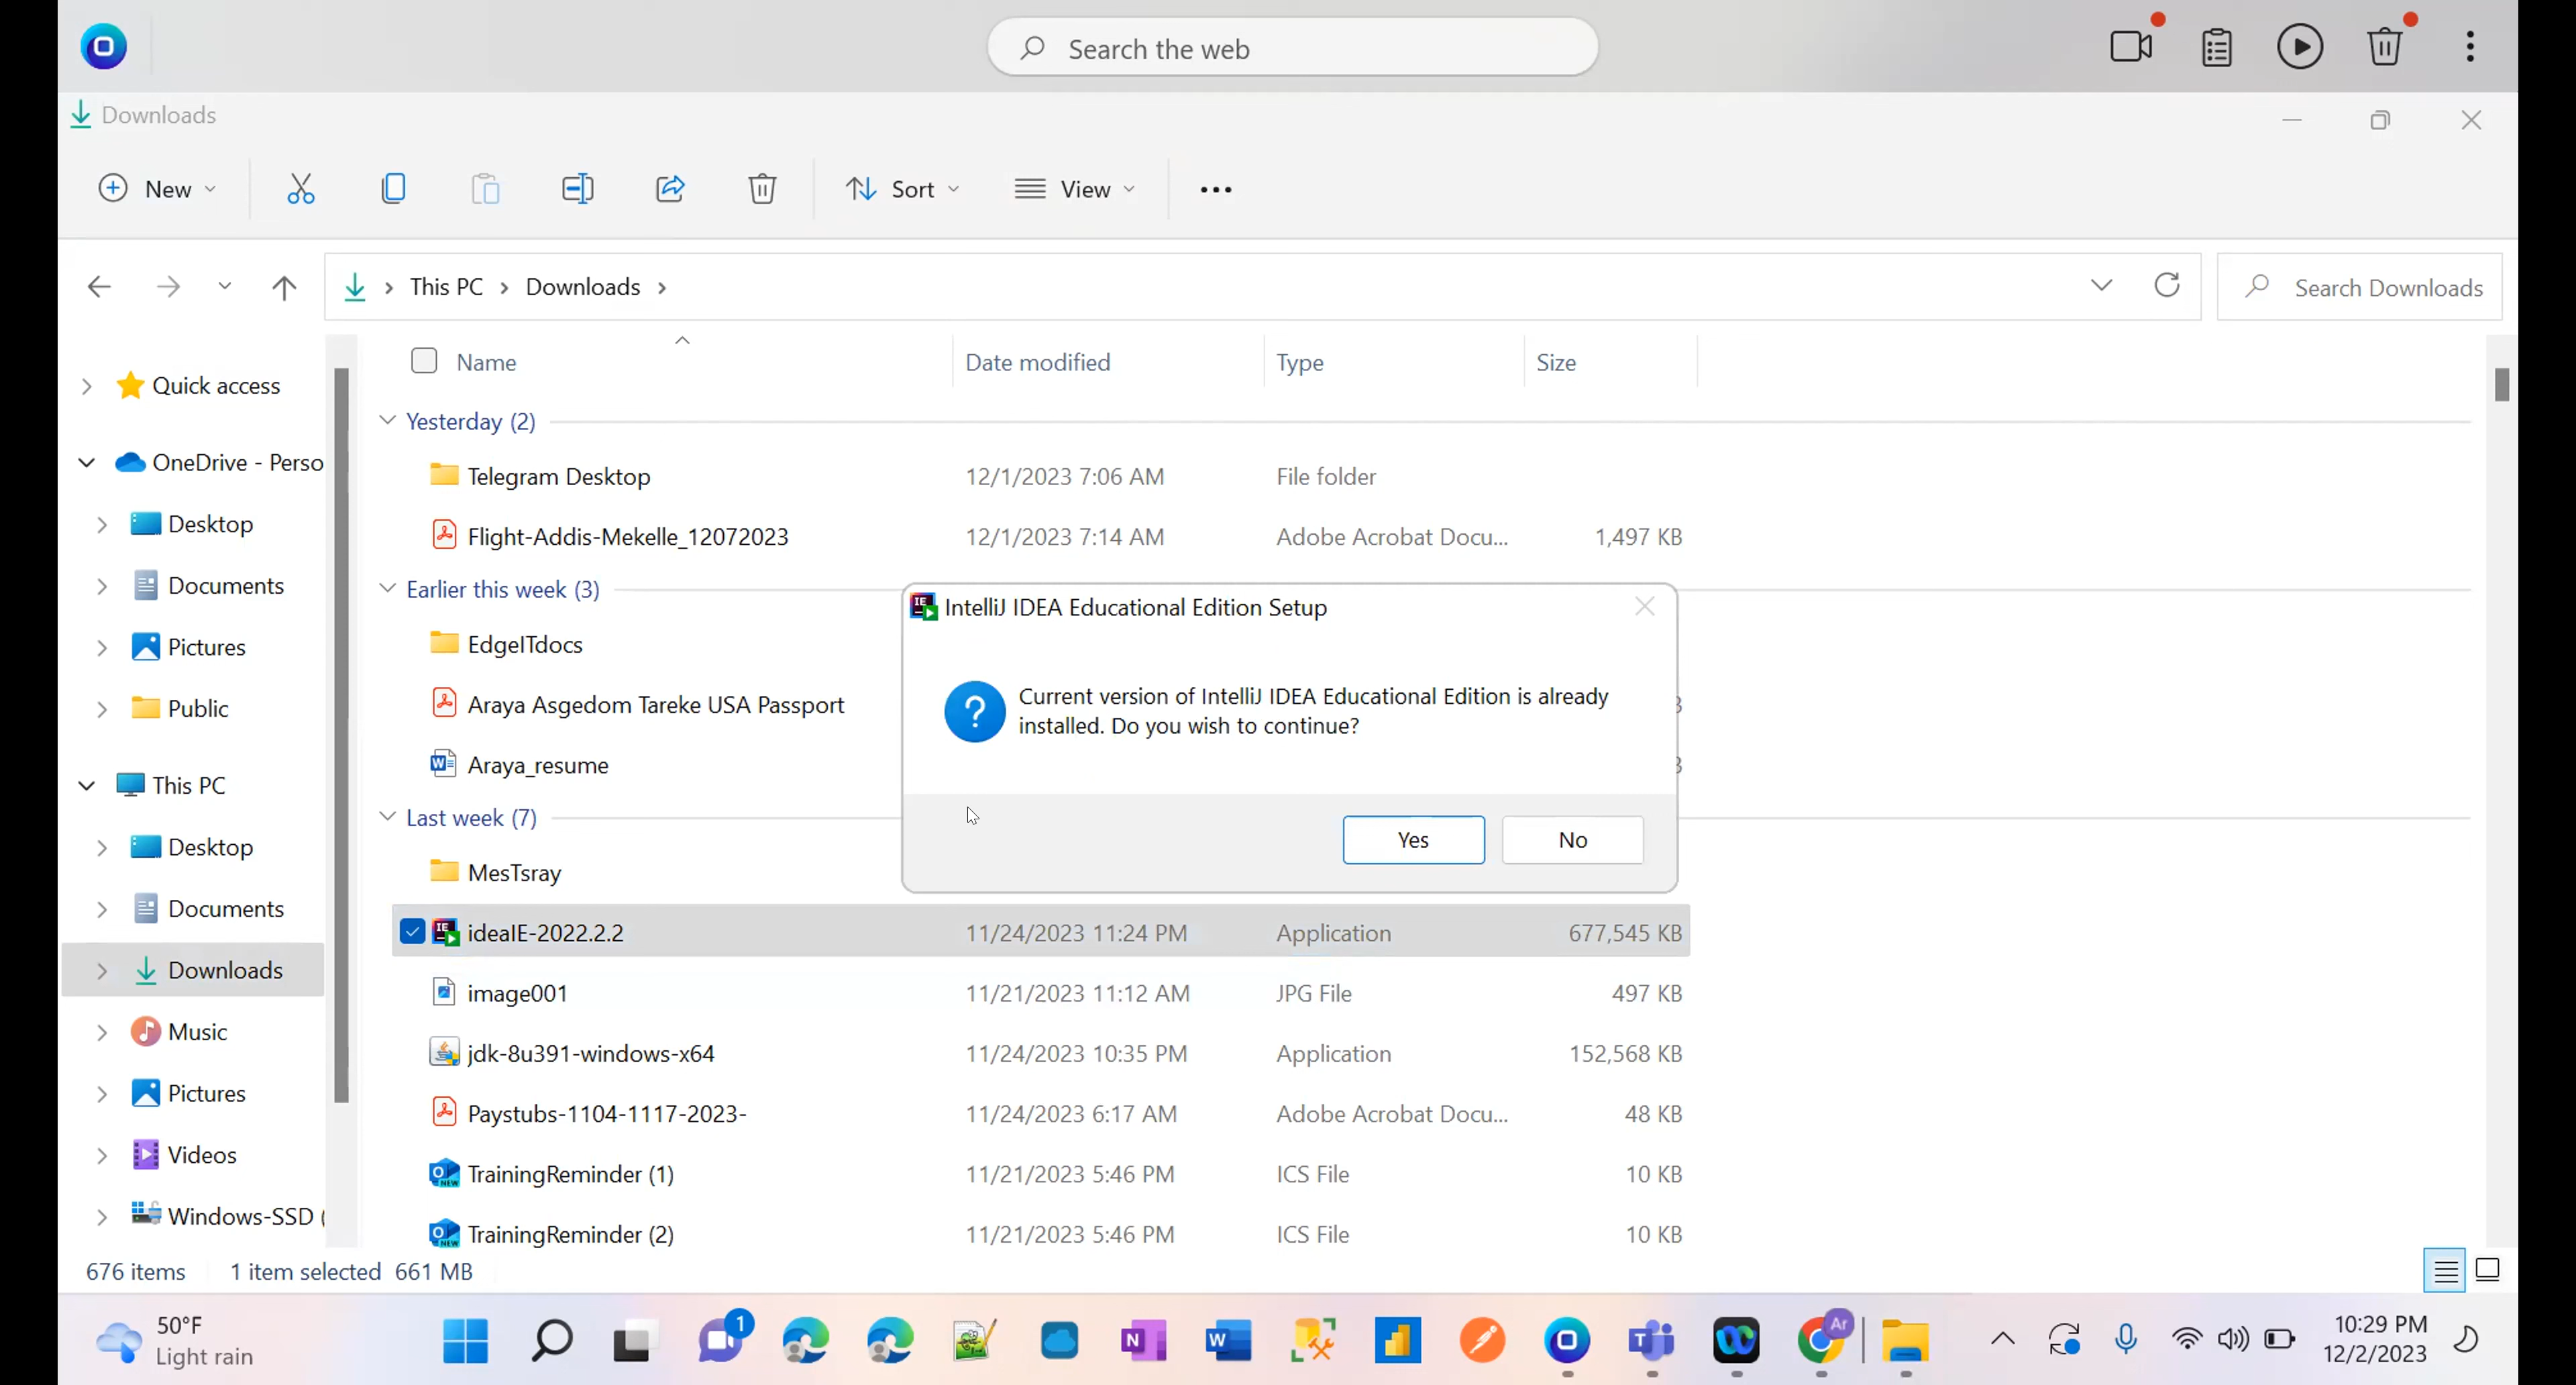 Search the web
Downloads
New
Sort
View
This PC
Downloads
Search Downloads
Name
Date modified
Type
Size
Quick access
OneDrive - Perso
Desktop
Documents
Pictures
Public
This PC
Desktop
Documents
Downloads
Music
Pictures
Videos
Windows-SSD (
Yesterday (2)
Telegram Desktop 12/1/2023 7:06 AM File folder
Flight-Addis-Mekelle_12072023 12/1/2023 7:14 AM Adobe Acrobat Docu... 1,497 KB
Earlier this week (3)
EdgeITdocs
Araya Asgedom Tareke USA Passport
Araya_resume
Last week (7)
MesTsray
ideaIE-2022.2.2 11/24/2023 11:24 PM Application 677,545 KB
image001 11/21/2023 11:12 AM JPG File 497 KB
jdk-8u391-windows-x64 11/24/2023 10:35 PM Application 152,568 KB
Paystubs-1104-1117-2023- 11/24/2023 6:17 AM Adobe Acrobat Docu... 48 KB
TrainingReminder (1) 11/21/2023 5:46 PM ICS File 10 KB
TrainingReminder (2) 11/21/2023 5:46 PM ICS File 10 KB
IntelliJ IDEA Educational Edition Setup
Current version of IntelliJ IDEA Educational Edition is already
installed. Do you wish to continue?
Yes
No
676 items 1 item selected 661 MB
50°F
Light rain
1
Ar
10:29 PM
12/2/2023